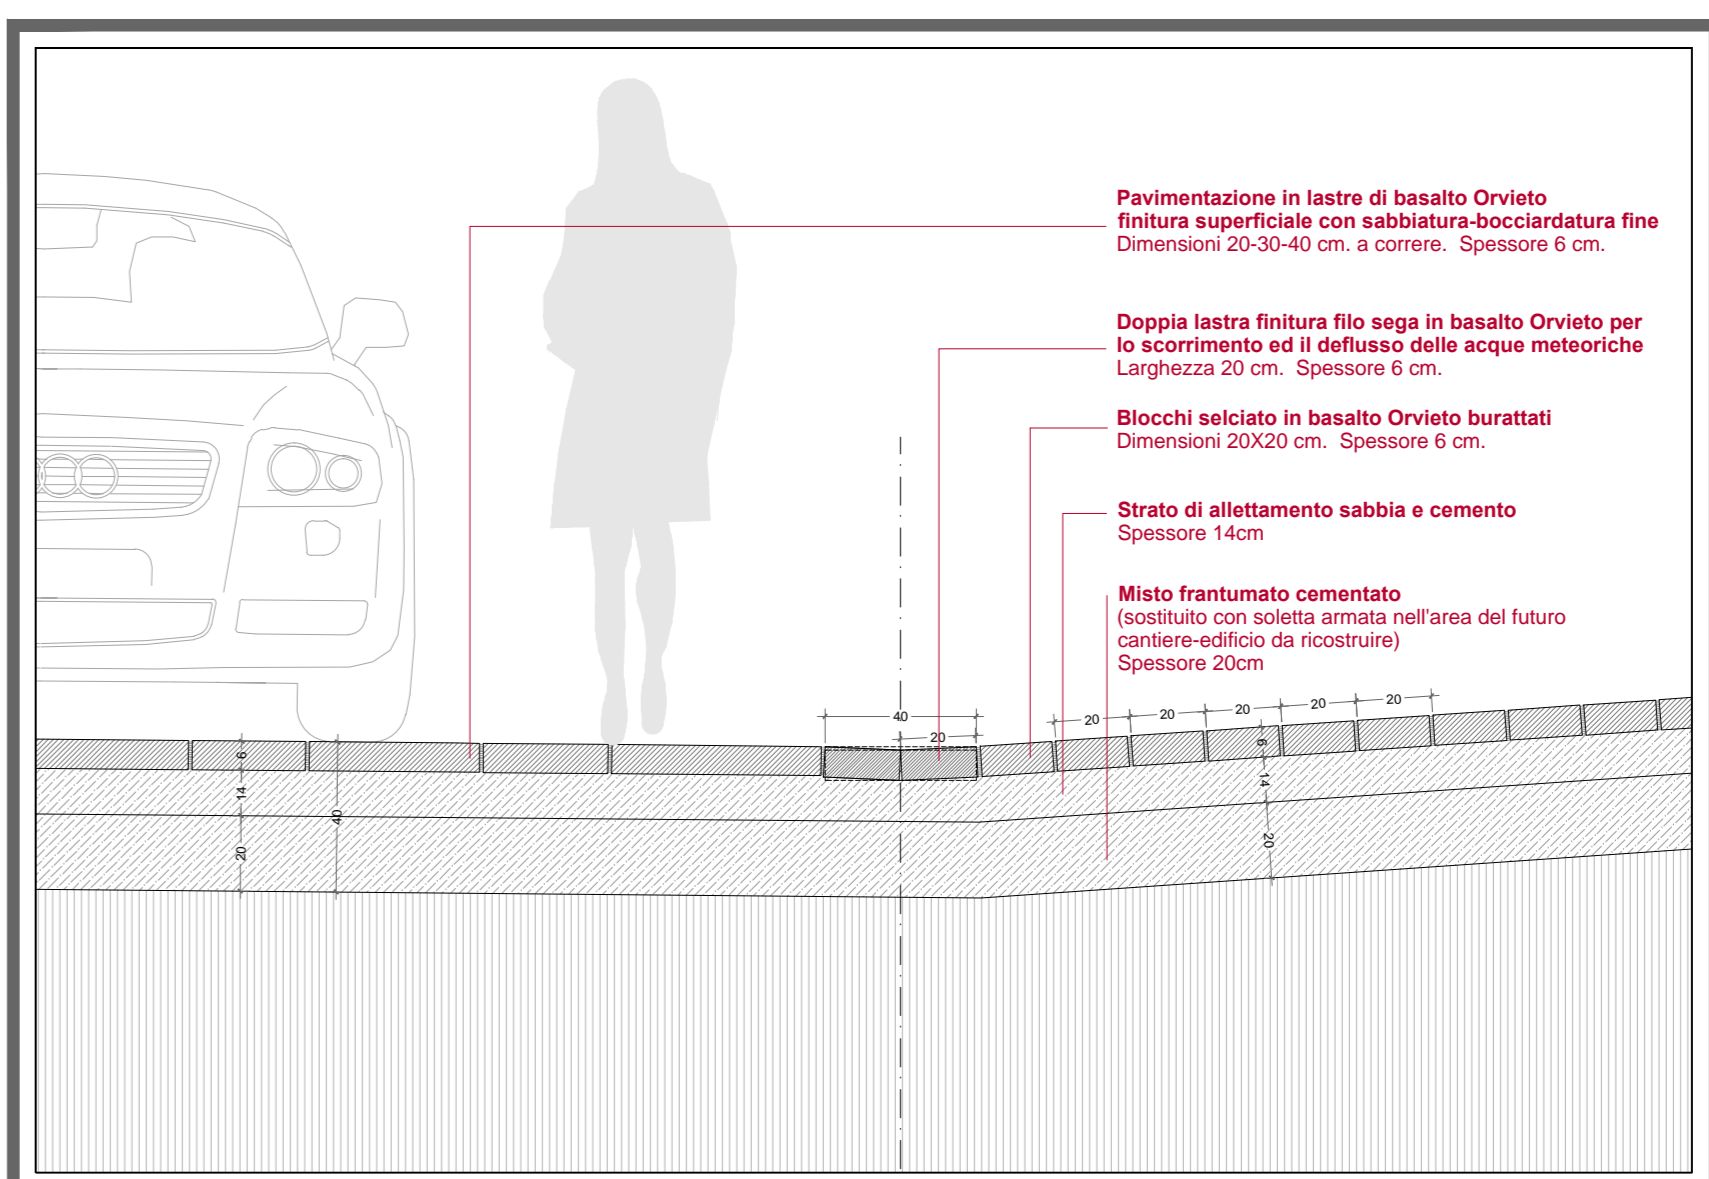 Pavimentazione in lastre di basalto Orvieto
finitura superficiale con sabbiatura-bocciardatura fine
Dimensioni 20-30-40 cm. a correre. Spessore 6 cm.
Doppia lastra finitura filo sega in basalto Orvieto per
lo scorrimento ed il deflusso delle acque meteoriche
Larghezza 20 cm. Spessore 6 cm.
Blocchi selciato in basalto Orvieto burattati
Dimensioni 20X20 cm. Spessore 6 cm.
Strato di allettamento sabbia e cemento
Spessore 14cm
Misto frantumato cementato
(sostituito con soletta armata nell'area del futuro
cantiere-edificio da ricostruire)
Spessore 20cm
40
20
20
20
20
20
20
6
14
20
40
6
14
20